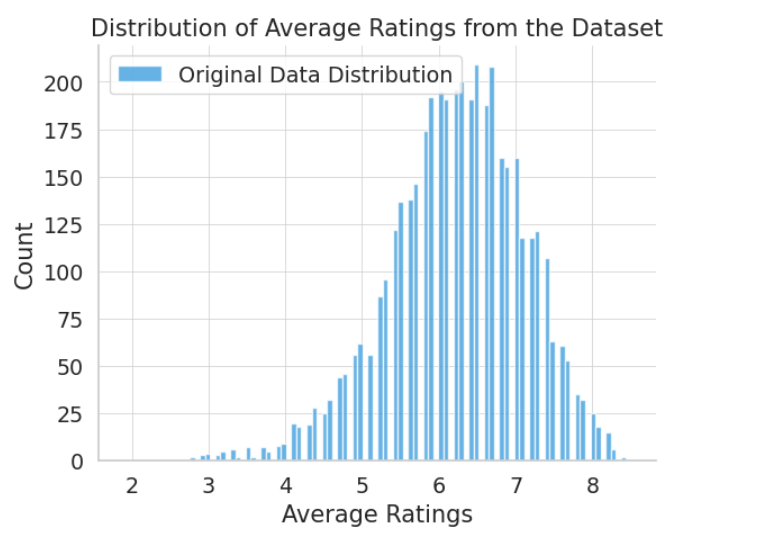 Distribution of Average Ratings from the Dataset
Original Data Distribution
200
175
150
125
100
75
50
25
0
Count
2 3 4 5 6 7 8
Average Ratings